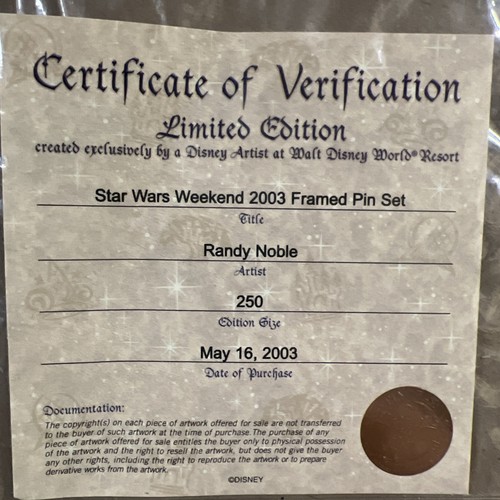 Certificate of Verification
Limited Edition
created exclusively by a Disney Artist at Walt Disney World® Resort
Star Wars Weekend 2003 Framed Pin Set
Title
Randy Noble
Artist
250
Edition Size
May 16, 2003
Date of Purchase
Documentation:
The copyright(s) on each piece of artwork offered for sale are not transferred
to the buyer of such artwork at the time of purchase. The purchase of any
piece of artwork offered for sale entitles the buyer only to physical possession
of the artwork and the right to resell the artwork, but does not give the buyer
any other rights, including the right to reproduce the artwork or to prepare
derivative works from the artwork.
©DISNEY